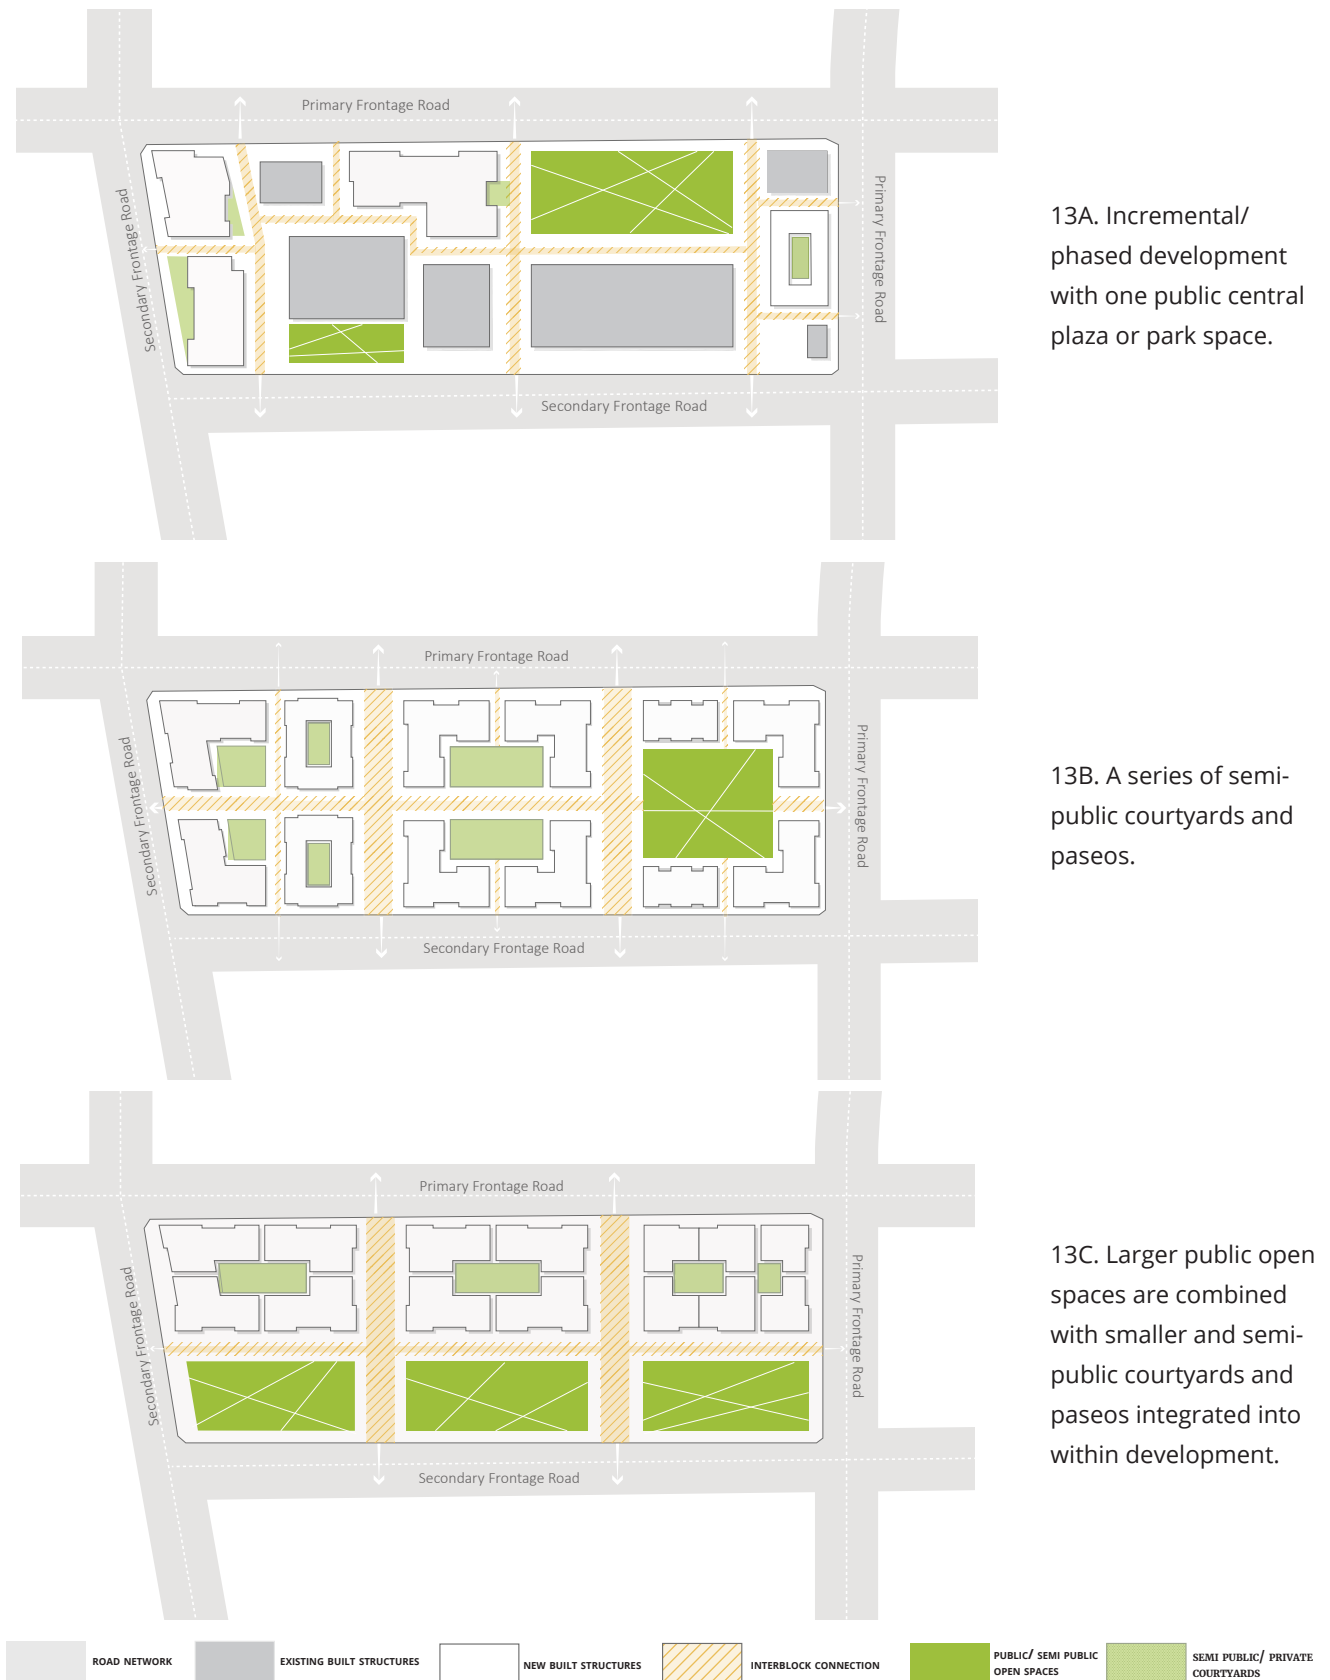 Primary Frontage Road
Secondary Frontage Road
Primary Frontage Road
Secondary Frontage Road
13A. Incremental/
phased development
with one public central
plaza or park space.
Primary Frontage Road
Secondary Frontage Road
Primary Frontage Road
Secondary Frontage Road
13B. A series of semi-
public courtyards and
paseos.
Primary Frontage Road
Secondary Frontage Road
Primary Frontage Road
Secondary Frontage Road
13C. Larger public open
spaces are combined
with smaller and semi-
public courtyards and
paseos integrated into
within development.
ROAD NETWORK
EXISTING BUILT STRUCTURES
NEW BUILT STRUCTURES
INTERBLOCK CONNECTION
PUBLIC/ SEMI PUBLIC
OPEN SPACES
SEMI PUBLIC/ PRIVATE
COURTYARDS